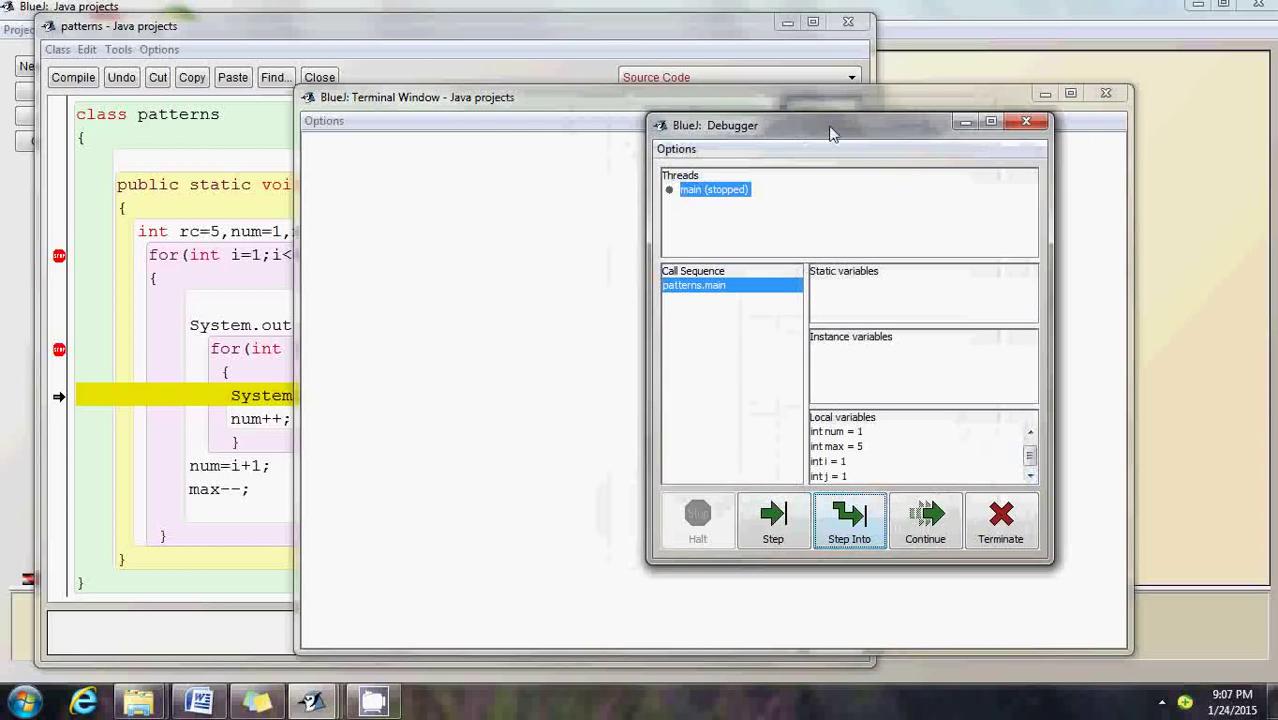 BlueJ: Java projects
patterns - Java projects
Class Edit Tools Options
Compile Undo Cut Copy Paste Find... Close Source Code
class patterns
{
public static voi
{
int rc=5,num=1,
for(int i=1;i<
{
System.out
for(int
{
System
num++;
}
num=i+1;
max--;
}
}
}
BlueJ: Terminal Window - Java projects
Options
BlueJ: Debugger
Options
Threads
main (stopped)
Call Sequence
patterns.main
Static variables
Instance variables
Local variables
int num = 1
int max = 5
int i = 1
int j = 1
Stop
Halt Step Step Into Continue Terminate
STOP
STOP
9:07 PM
1/24/2015